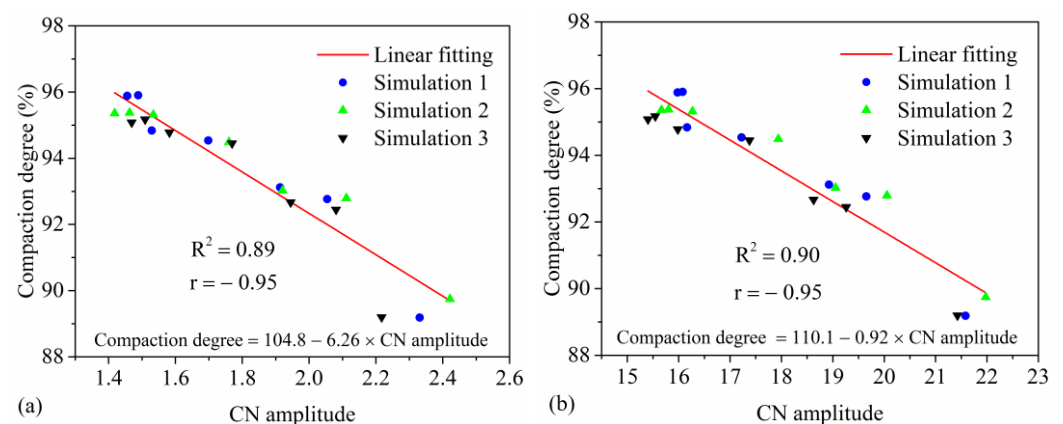 98
96
94
92
90
88
Compaction degree (%)
Linear fitting
Simulation 1
Simulation 2
Simulation 3
R² = 0.89
r = − 0.95
Compaction degree = 104.8 − 6.26 × CN amplitude
1.4 1.6 1.8 2.0 2.2 2.4 2.6
(a)
CN amplitude
98
96
94
92
90
88
Compaction degree (%)
Linear fitting
Simulation 1
Simulation 2
Simulation 3
R² = 0.90
r = − 0.95
Compaction degree = 110.1 − 0.92 × CN amplitude
15 16 17 18 19 20 21 22 23
(b)
CN amplitude